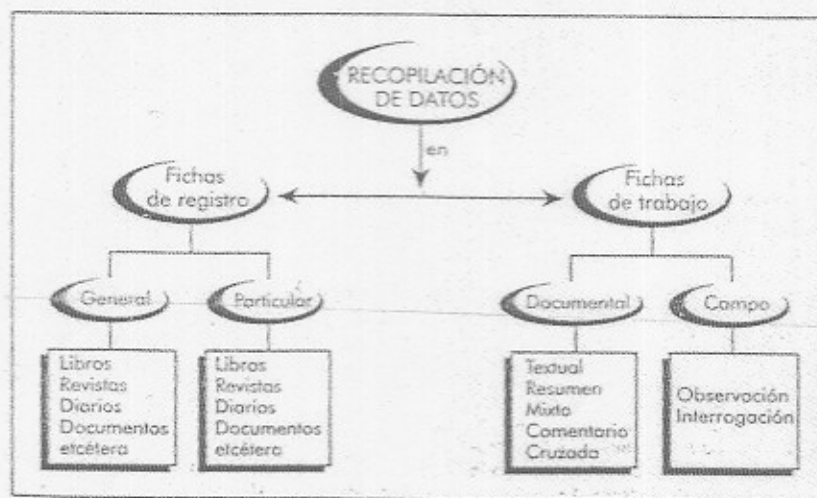 RECOPILACIÓN
DE DATOS
en
Fichas
de registro
Fichas
de trabajo
General
Particular
Documental
Campo
Libros
Revistas
Diarios
Documentos
etcétera
Libros
Revistas
Diarios
Documentos
etcétera
Textual
Resumen
Mixto
Comentario
Cruzada
Observación
Interrogación